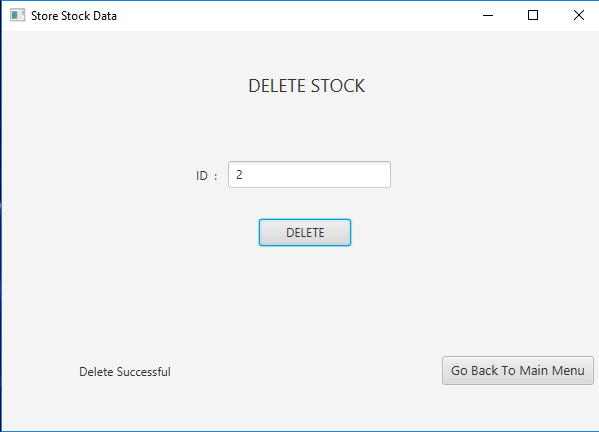 Store Stock Data
DELETE STOCK
ID :
2
DELETE
Delete Successful
Go Back To Main Menu